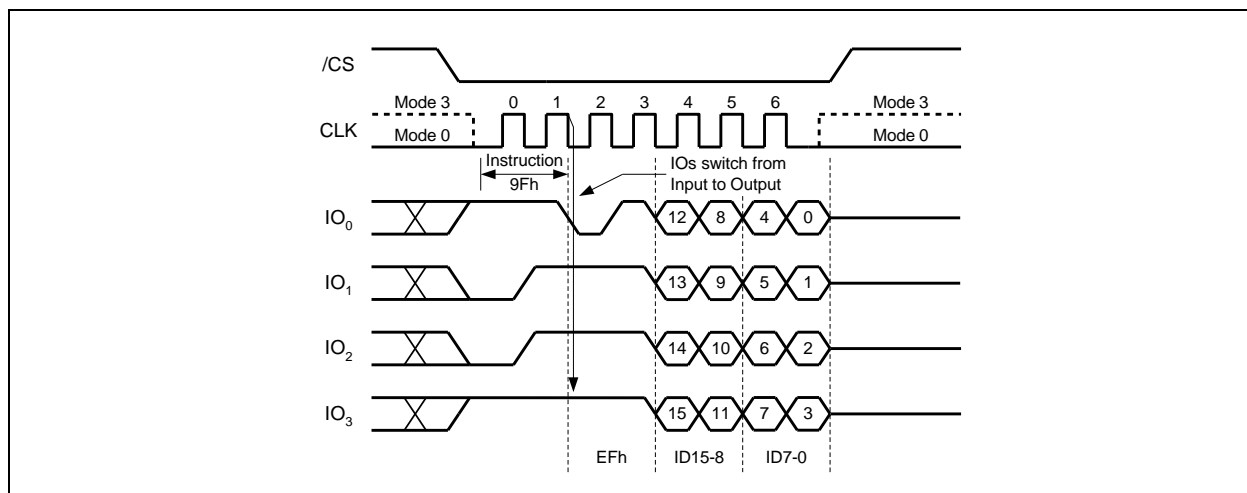 /CS
Mode 3 0 1 2 3 4 5 6 Mode 3
CLK
Mode 0 Mode 0
Instruction
9Fh
IOs switch from
Input to Output
IO0 12 8 4 0
IO1 13 9 5 1
IO2 14 10 6 2
IO3 15 11 7 3
EFh ID15-8 ID7-0